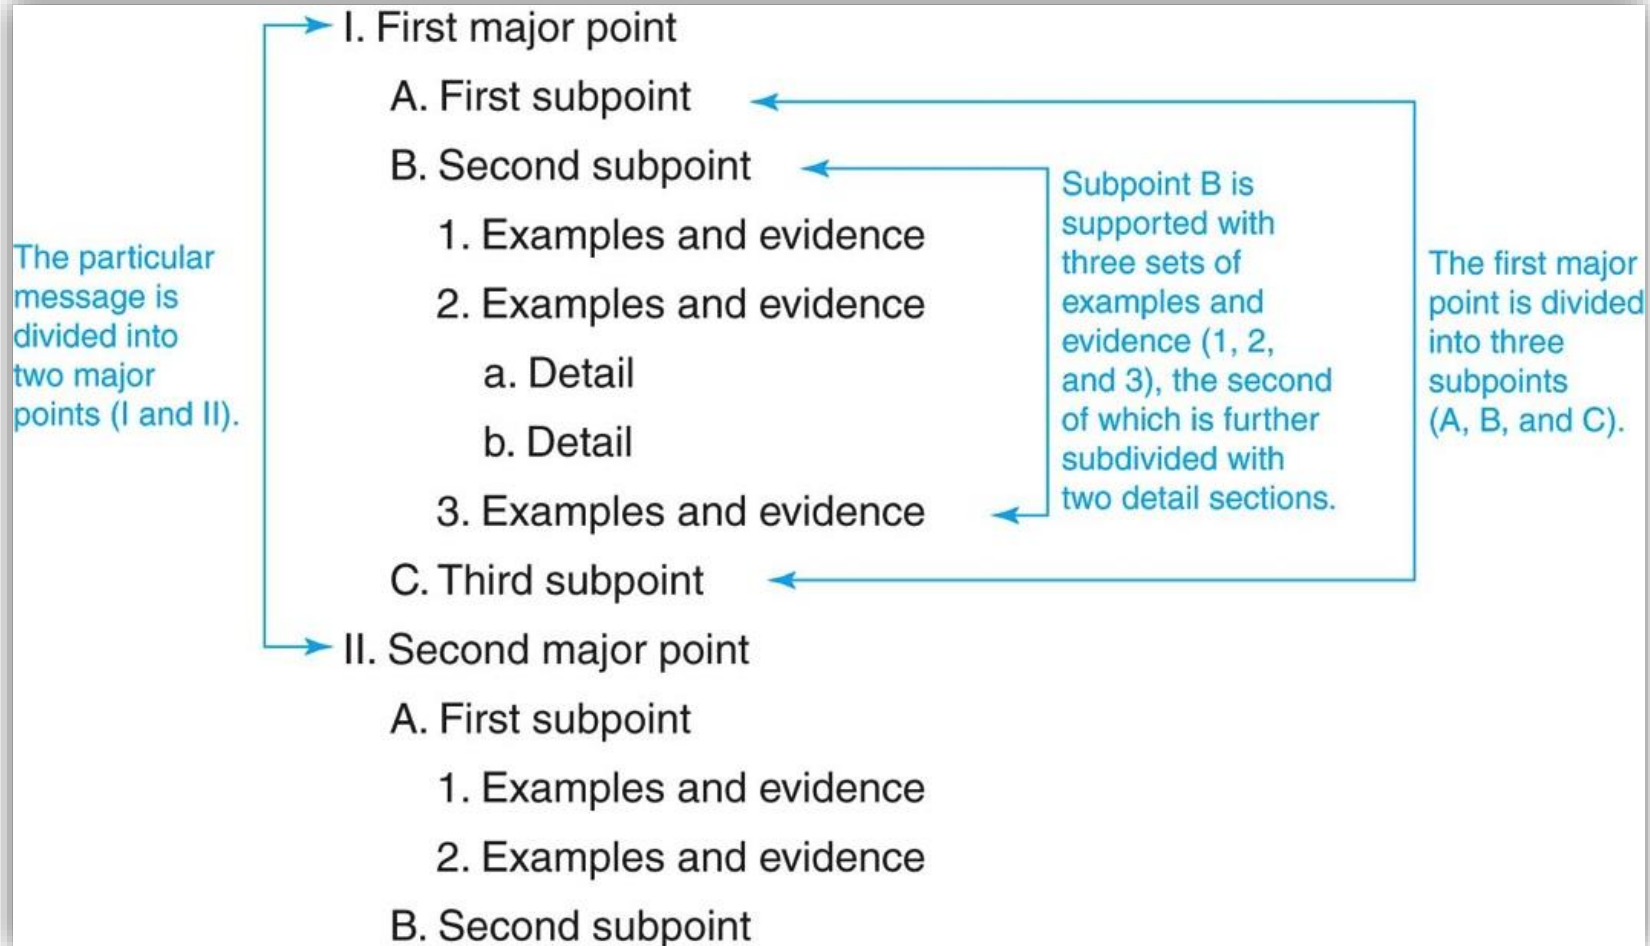 I. First major point
A. First subpoint
B. Second subpoint
1. Examples and evidence
2. Examples and evidence
a. Detail
b. Detail
3. Examples and evidence
C. Third subpoint
II. Second major point
A. First subpoint
1. Examples and evidence
2. Examples and evidence
B. Second subpoint
The particular
message is
divided into
two major
points (I and II).
Subpoint B is
supported with
three sets of
examples and
evidence (1, 2,
and 3), the second
of which is further
subdivided with
two detail sections.
The first major
point is divided
into three
subpoints
(A, B, and C).